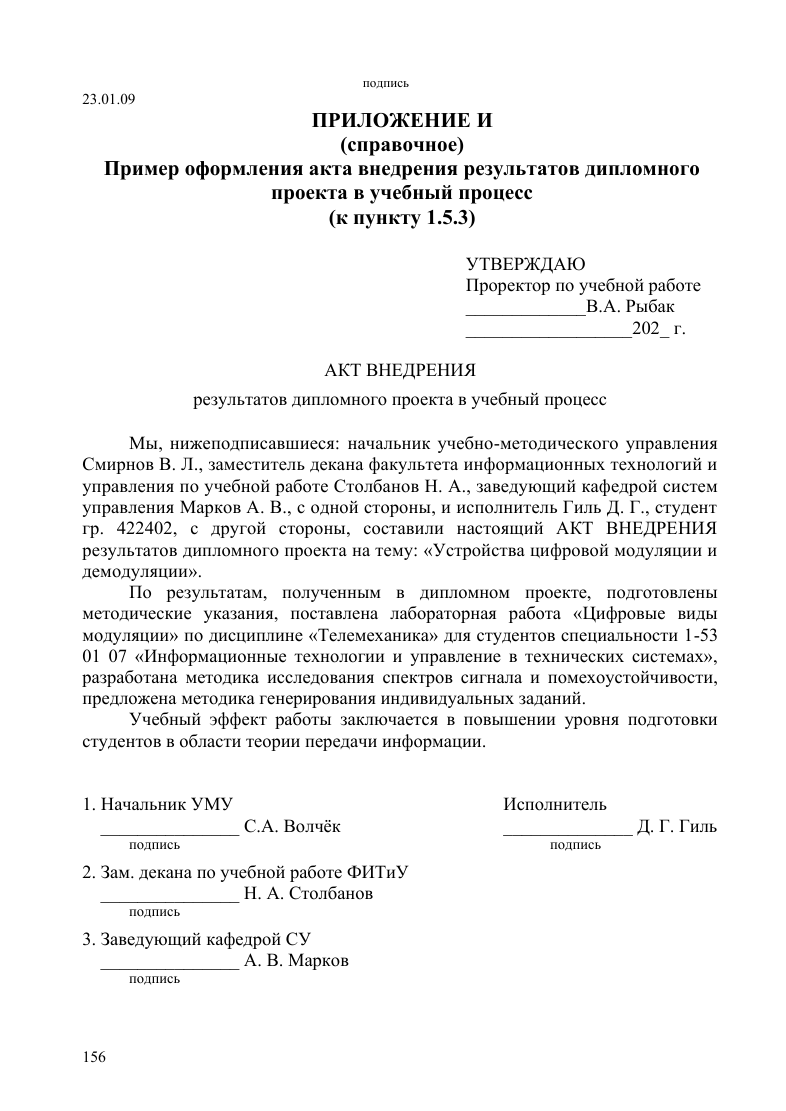 подпись
23.01.09
ПРИЛОЖЕНИЕ И
(справочное)
Пример оформления акта внедрения результатов дипломного
проекта в учебный процесс
(к пункту 1.5.3)
УТВЕРЖДАЮ
Проректор по учебной работе
_____________В.А. Рыбак
__________________202_ г.
АКТ ВНЕДРЕНИЯ
результатов дипломного проекта в учебный процесс
Мы, нижеподписавшиеся: начальник учебно-методического управления
Смирнов В. Л., заместитель декана факультета информационных технологий и
управления по учебной работе Столбанов Н. А., заведующий кафедрой систем
управления Марков А. В., с одной стороны, и исполнитель Гиль Д. Г., студент
гр. 422402, с другой стороны, составили настоящий АКТ ВНЕДРЕНИЯ
результатов дипломного проекта на тему: «Устройства цифровой модуляции и
демодуляции».
По результатам, полученным в дипломном проекте, подготовлены
методические указания, поставлена лабораторная работа «Цифровые виды
модуляции» по дисциплине «Телемеханика» для студентов специальности 1-53
01 07 «Информационные технологии и управление в технических системах»,
разработана методика исследования спектров сигнала и помехоустойчивости,
предложена методика генерирования индивидуальных заданий.
Учебный эффект работы заключается в повышении уровня подготовки
студентов в области теории передачи информации.
1. Начальник УМУ Исполнитель
_______________ С.А. Волчёк ______________ Д. Г. Гиль
подпись подпись
2. Зам. декана по учебной работе ФИТиУ
_______________ Н. А. Столбанов
подпись
3. Заведующий кафедрой СУ
_______________ А. В. Марков
подпись
156